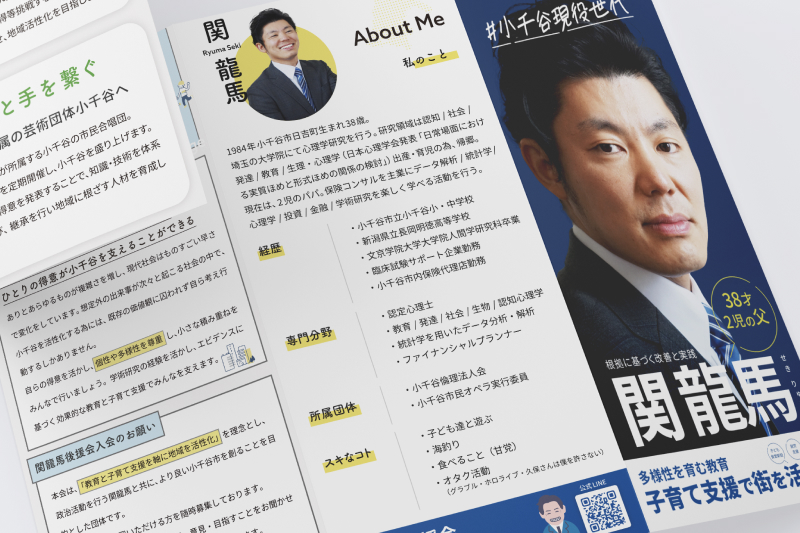 得等挑戦す
、地域活性化を目指し
と手を繋ぐ
属の芸術団体小千谷へ
が所属する小千谷の市民合唱団。
を定期開催し、小千谷を盛り上げます。
得意を発表することで、知識・技術を体系
、継承を行い地域に根ざす人材を育成し
ひとりの得意が小千谷を支えることができる
ありとあらゆるものが複雑さを増し、現代社会はものすごい早さ
で変化をしています。想定外の出来事が次々と起こる社会の中で、
小千谷を活性化する為には、既存の価値観に囚われず自ら考え行
動するしかありません。
自らの得意を活かし、個性や多様性を尊重し、小さな積み重ねを
みんなで行いましょう。学術研究の経験を活かし、エビデンスに
基づく効果的な教育と子育て支援でみんなを支えます。
関龍馬後援会入会のお願い
本会は、「教育と子育て支援を軸に地域を活性化」を理念とし、
政治活動を行う関龍馬と共に、より良い小千谷市を創ることを目
的とした団体です。
いただける方を随時募集しております。
意見・目指すことをお聞かせ
関龍馬
Ryuma Seki
About Me
私のこと
1984年小千谷市日吉町生まれ38歳。
埼玉の大学院にて心理学研究を行う。研究領域は認知 / 社会 /
発達 / 教育 / 生理・心理学（日本心理学会発表「日常場面におけ
る実質ほめと形式ほめの関係の検討」）出産・育児の為、帰郷。
現在は、2児のパパ。保険コンサルを主業にデータ解析 / 統計学 /
心理学 / 投資 / 金融 / 学術研究を楽しく学べる活動を行う。
経歴
・小千谷市立小千谷小・中学校
・新潟県立長岡明徳高等学校
・文京学院大学大学院人間学研究科卒業
・臨床試験サポート企業勤務
・小千谷市内保険代理店勤務
専門分野
・認定心理士
・教育 / 発達 / 社会 / 生物 / 認知心理学
・統計学を用いたデータ分析・解析
・ファイナンシャルプランナー
所属団体
・小千谷倫理法人会
・小千谷市民オペラ実行委員
スキなコト
・子ども達と遊ぶ
・海釣り
・食べること（甘党）
・オタク活動
（グラブル・ホロライブ・久保さんは僕を許さない）
公式 LINE
#小千谷現役世代
38才
2児の父
根拠に基づく改善と実践
関龍馬
せき
多様性を育む教育
子育て支援で街を活